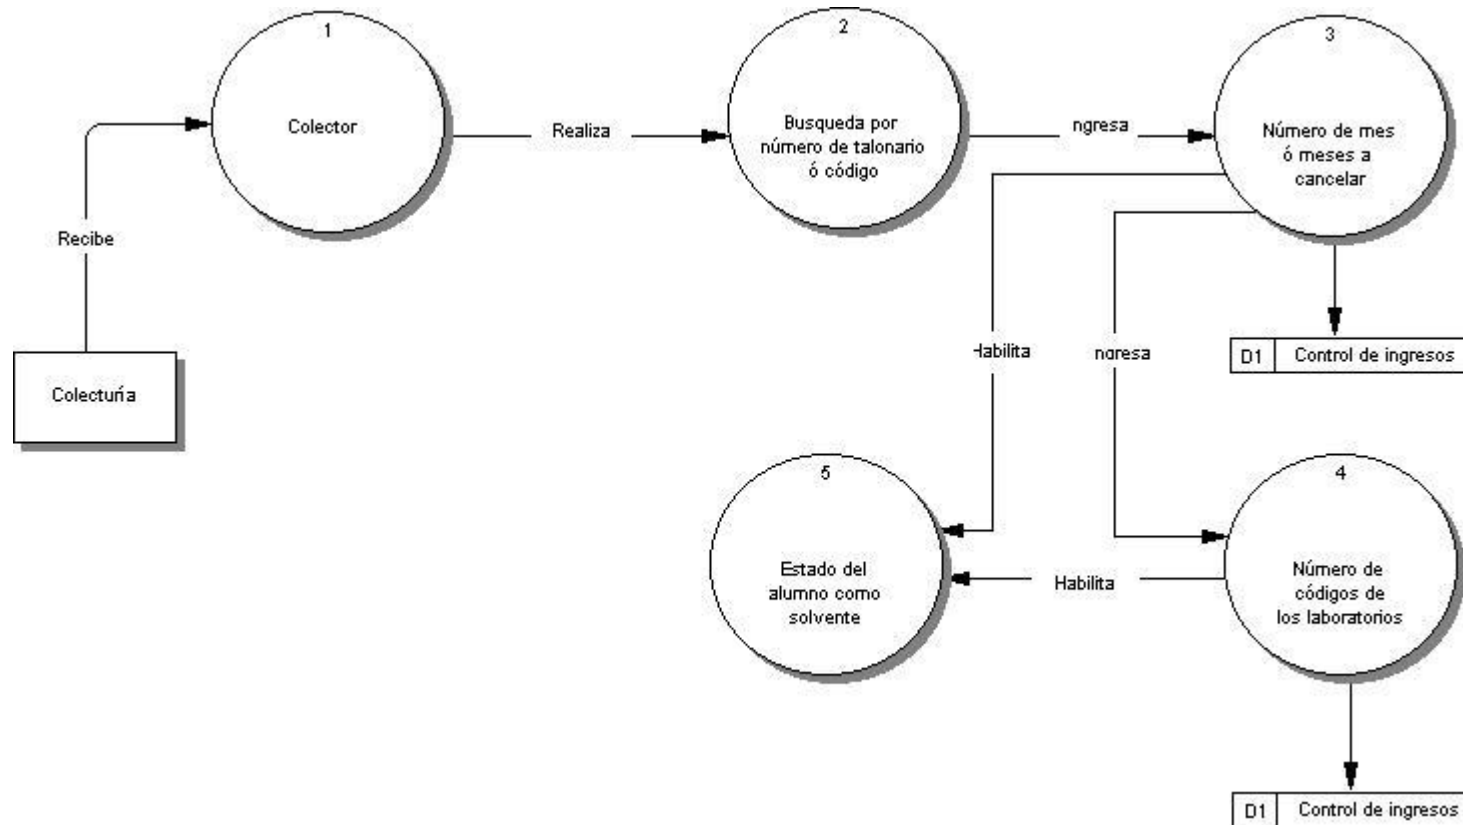 1
Colector
Realiza
2
Busqueda por
número de talonario
ó código
ngresa
3
Número de mes
ó meses a
cancelar
Recibe
Colecturía
Habilita
ngresa
D1 Control de ingresos
5
Estado del
alumno como
solvente
Habilita
4
Número de
códigos de
los laboratorios
D1 Control de ingresos